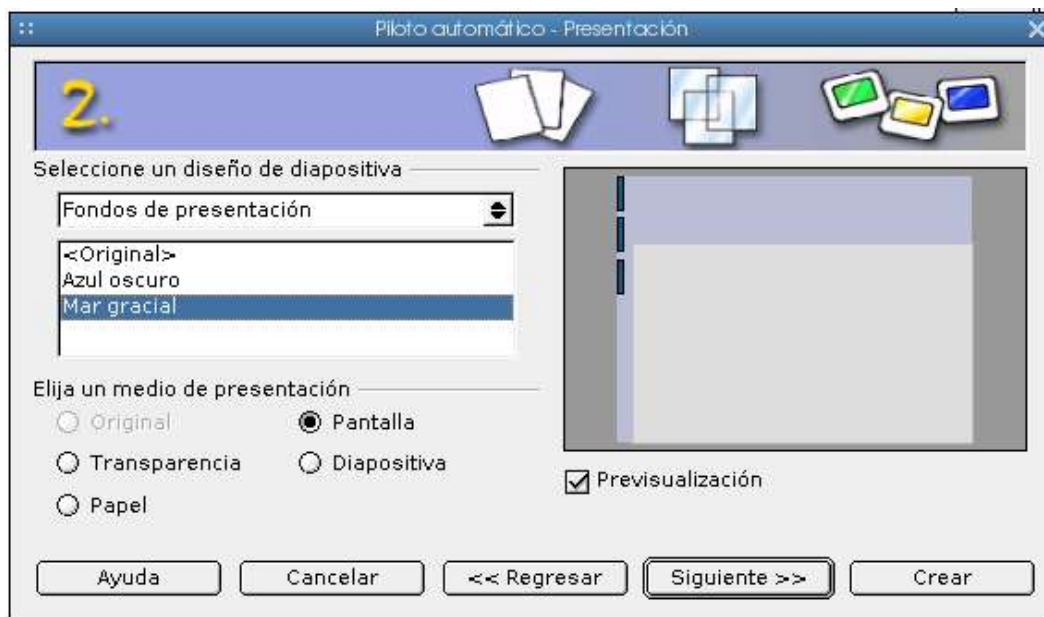 Piloto automático - Presentación
2.
Seleccione un diseño de diapositiva
Fondos de presentación
<Original>
Azul oscuro
Mar gracial
Elija un medio de presentación
Original
Pantalla
Transparencia
Diapositiva
Papel
Previsualización
Ayuda
Cancelar
<< Regresar
Siguiente >>
Crear